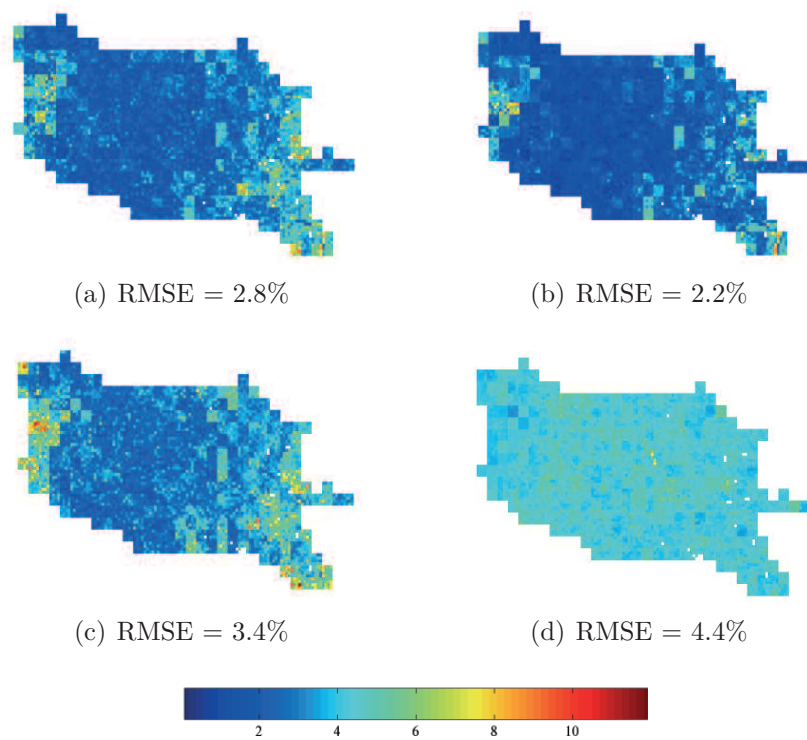 (a) RMSE = 2.8%
(b) RMSE = 2.2%
(c) RMSE = 3.4%
(d) RMSE = 4.4%
2 4 6 8 10